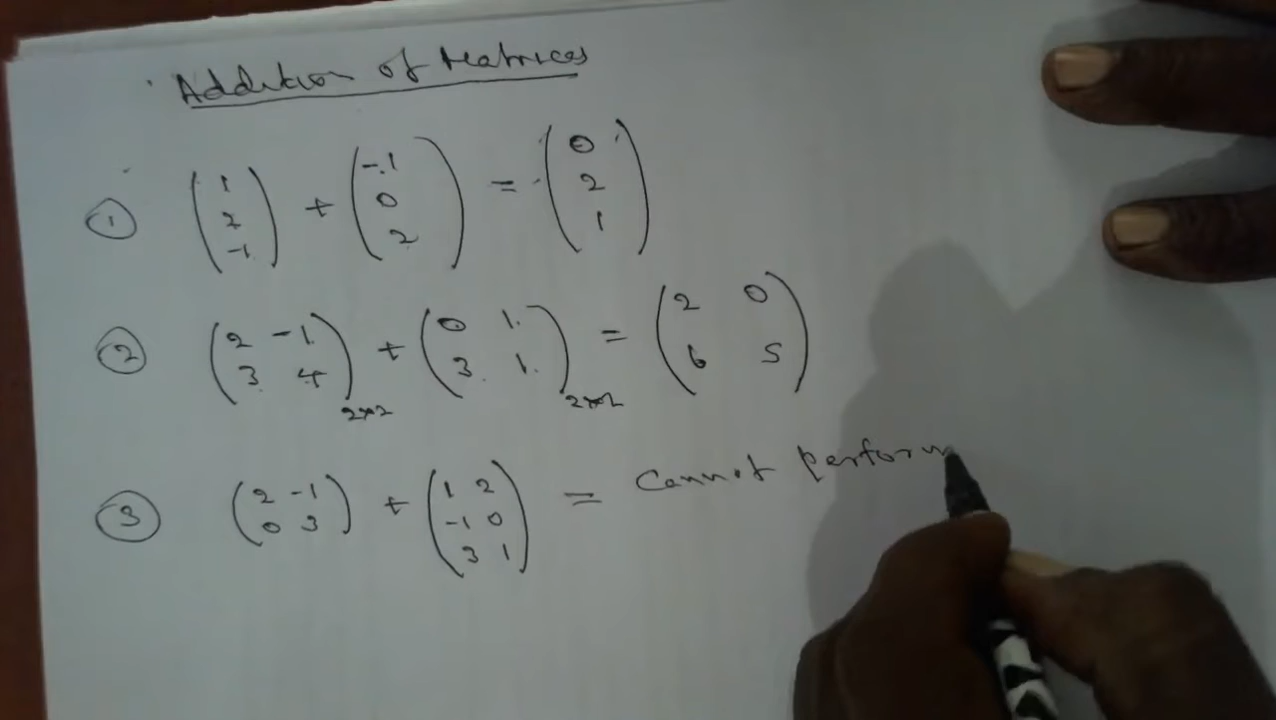 Addition of Matrices
① (1 2 -1) + (-1 0 2) = (0 2 1)
② (2 -1 3 4) 2×2 + (0 1 3 1) 2×2 = (2 0 6 5)
③ (2 -1 0 3) + (1 2 -1 0 3 1) = Cannot perform